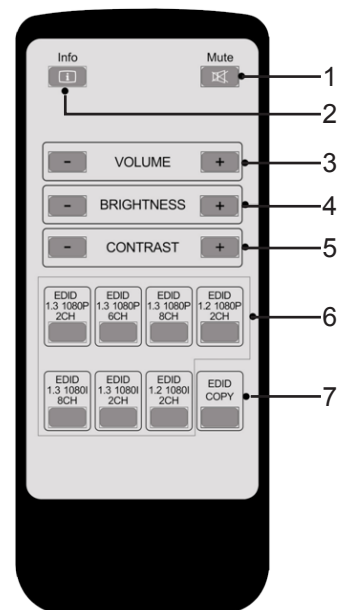 Info Mute
i
1
2
- VOLUME + 3
- BRIGHTNESS + 4
- CONTRAST + 5
EDID EDID EDID EDID
1.3 1080P 1.3 1080P 1.3 1080P 1.2 1080P
2CH 6CH 8CH 2CH
6
EDID EDID EDID EDID
1.3 1080I 1.3 1080I 1.2 1080I COPY
8CH 2CH 2CH
7